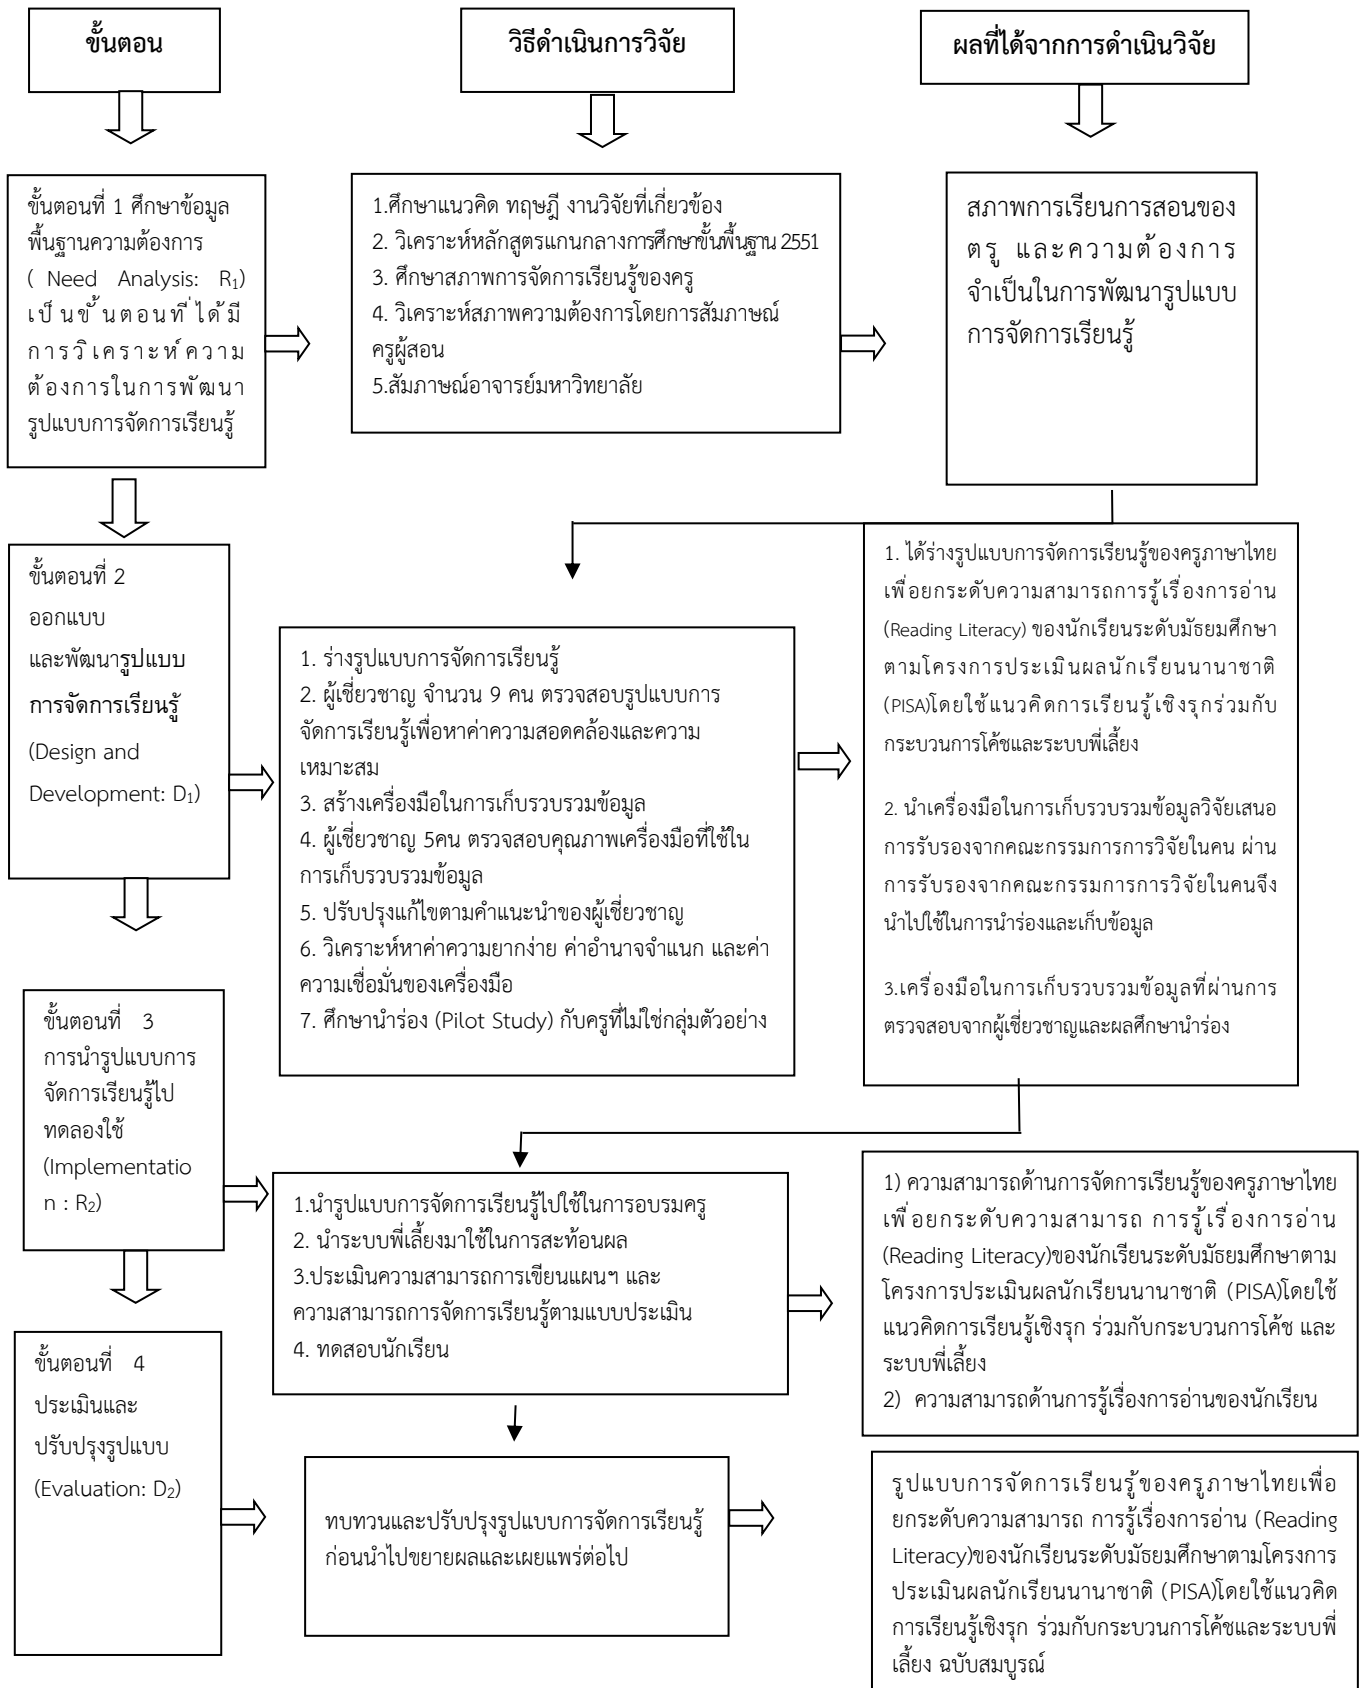 ขั้นตอน
วิธีดำเนินการวิจัย
ผลที่ได้จากการดำเนินวิจัย
ขั้นตอนที่ 1 ศึกษาข้อมูล
พื้นฐานความต้องการ
( Need Analysis: R₁)
เป็นขั้นตอนที่ได้มี
การวิเคราะห์ความ
ต้องการในการพัฒนา
รูปแบบการจัดการเรียนรู้
1.ศึกษาแนวคิด ทฤษฎี งานวิจัยที่เกี่ยวข้อง
2. วิเคราะห์หลักสูตรแกนกลางการศึกษาขั้นพื้นฐาน 2551
3. ศึกษาสภาพการจัดการเรียนรู้ของครู
4. วิเคราะห์สภาพความต้องการโดยการสัมภาษณ์
ครูผู้สอน
5.สัมภาษณ์อาจารย์มหาวิทยาลัย
สภาพการเรียนการสอนของ
ตรู และความต้องการ
จำเป็นในการพัฒนารูปแบบ
การจัดการเรียนรู้
ขั้นตอนที่ 2
ออกแบบ
และพัฒนารูปแบบ
การจัดการเรียนรู้
(Design and
Development: D₁)
1. ร่างรูปแบบการจัดการเรียนรู้
2. ผู้เชี่ยวชาญ จำนวน 9 คน ตรวจสอบรูปแบบการ
จัดการเรียนรู้เพื่อหาค่าความสอดคล้องและความ
เหมาะสม
3. สร้างเครื่องมือในการเก็บรวบรวมข้อมูล
4. ผู้เชี่ยวชาญ 5คน ตรวจสอบคุณภาพเครื่องมือที่ใช้ใน
การเก็บรวบรวมข้อมูล
5. ปรับปรุงแก้ไขตามคำแนะนำของผู้เชี่ยวชาญ
6. วิเคราะห์หาค่าความยากง่าย ค่าอำนาจจำแนก และค่า
ความเชื่อมั่นของเครื่องมือ
7. ศึกษานำร่อง (Pilot Study) กับครูที่ไม่ใช่กลุ่มตัวอย่าง
1. ได้ร่างรูปแบบการจัดการเรียนรู้ของครูภาษาไทย
เพื่อยกระดับความสามารถการรู้เรื่องการอ่าน
(Reading Literacy) ของนักเรียนระดับมัธยมศึกษา
ตามโครงการประเมินผลนักเรียนนานาชาติ
(PISA)โดยใช้แนวคิดการเรียนรู้เชิงรุกร่วมกับ
กระบวนการโค้ชและระบบพี่เลี้ยง
2. นำเครื่องมือในการเก็บรวบรวมข้อมูลวิจัยเสนอ
การรับรองจากคณะกรรมการการวิจัยในคน ผ่าน
การรับรองจากคณะกรรมการการวิจัยในคนจึง
นำไปใช้ในการนำร่องและเก็บข้อมูล
3.เครื่องมือในการเก็บรวบรวมข้อมูลที่ผ่านการ
ตรวจสอบจากผู้เชี่ยวชาญและผลศึกษานำร่อง
ขั้นตอนที่ 3
การนำรูปแบบการ
จัดการเรียนรู้ไป
ทดลองใช้
(Implementatio
n : R₂)
1.นำรูปแบบการจัดการเรียนรู้ไปใช้ในการอบรมครู
2. นำระบบพี่เลี้ยงมาใช้ในการสะท้อนผล
3.ประเมินความสามารถการเขียนแผนฯ และ
ความสามารถการจัดการเรียนรู้ตามแบบประเมิน
4. ทดสอบนักเรียน
1) ความสามารถด้านการจัดการเรียนรู้ของครูภาษาไทย
เพื่อยกระดับความสามารถ การรู้เรื่องการอ่าน
(Reading Literacy)ของนักเรียนระดับมัธยมศึกษาตาม
โครงการประเมินผลนักเรียนนานาชาติ (PISA)โดยใช้
แนวคิดการเรียนรู้เชิงรุก ร่วมกับกระบวนการโค้ช และ
ระบบพี่เลี้ยง
2) ความสามารถด้านการรู้เรื่องการอ่านของนักเรียน
ขั้นตอนที่ 4
ประเมินและ
ปรับปรุงรูปแบบ
(Evaluation: D₂)
ทบทวนและปรับปรุงรูปแบบการจัดการเรียนรู้
ก่อนนำไปขยายผลและเผยแพร่ต่อไป
รูปแบบการจัดการเรียนรู้ของครูภาษาไทยเพื่อ
ยกระดับความสามารถ การรู้เรื่องการอ่าน (Reading
Literacy)ของนักเรียนระดับมัธยมศึกษาตามโครงการ
ประเมินผลนักเรียนนานาชาติ (PISA)โดยใช้แนวคิด
การเรียนรู้เชิงรุก ร่วมกับกระบวนการโค้ชและระบบพี่
เลี้ยง ฉบับสมบูรณ์